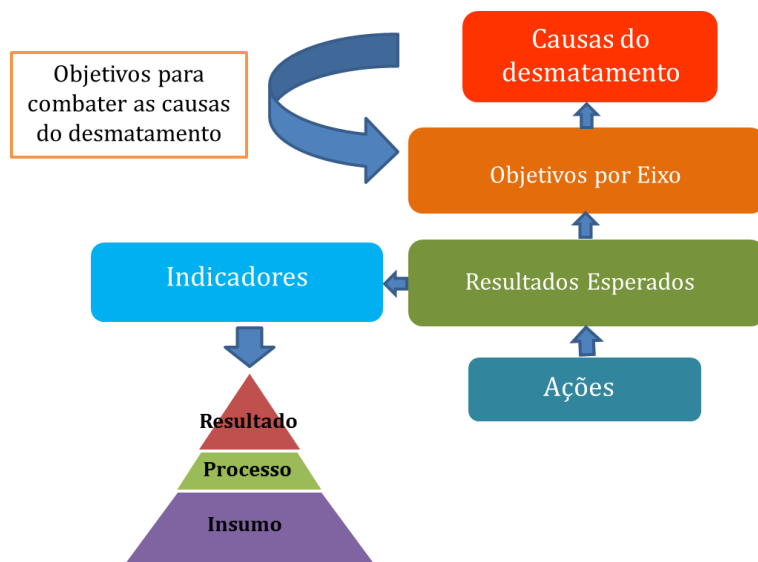 Causas do
desmatamento
Objetivos para
combater as causas
do desmatamento
Objetivos por Eixo
Indicadores
Resultados Esperados
Ações
Resultado
Processo
Insumo